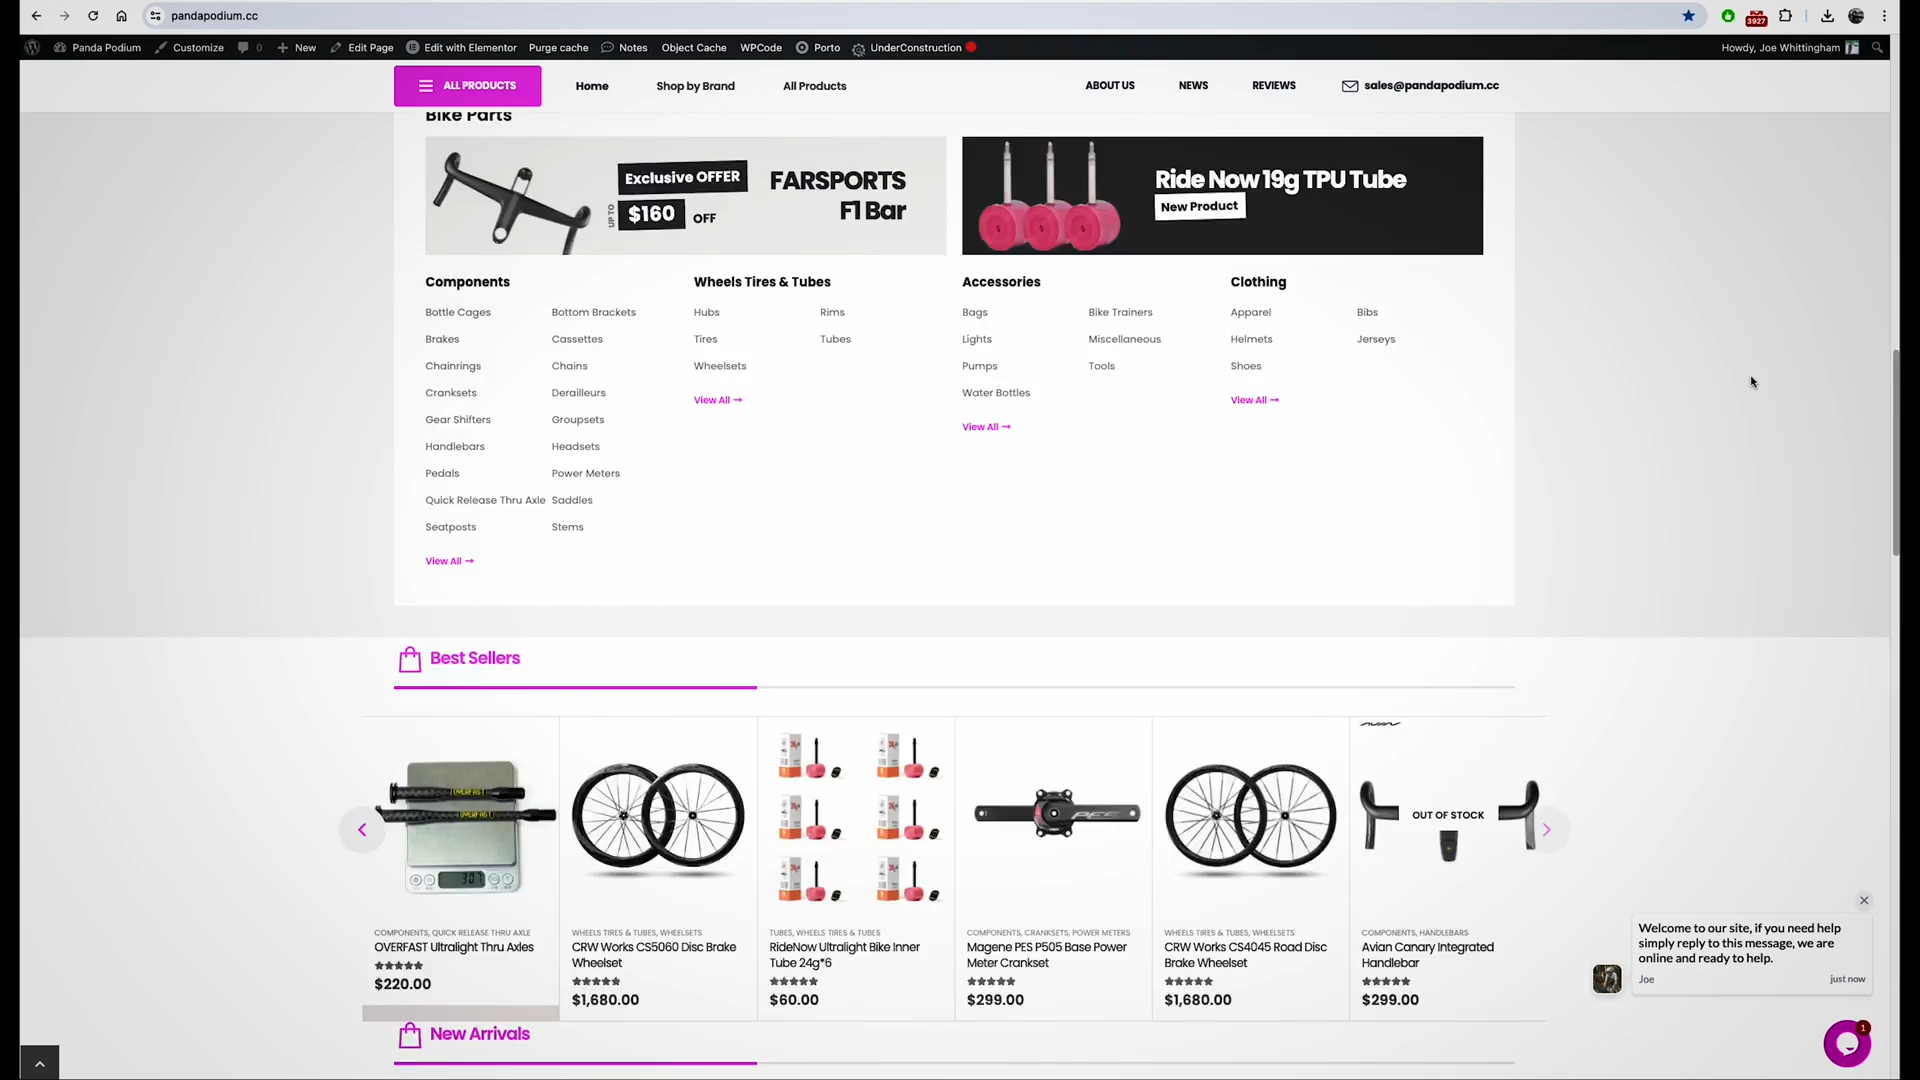 pandapodium.cc
3927
Panda Podium
Customize
0
New
Edit Page
Edit with Elementor
Purge cache
Notes
Object Cache
WPCode
Porto
UnderConstruction
Howdy, Joe Whittingham
ALL PRODUCTS
Home
Shop by Brand
All Products
ABOUT US
NEWS
REVIEWS
sales@pandapodium.cc
Bike Parts
Exclusive OFFER
UP TO
$160
OFF
FARSPORTS
F1 Bar
Ride Now 19g TPU Tube
New Product
Components
Wheels Tires & Tubes
Accessories
Clothing
Bottle Cages
Bottom Brackets
Hubs
Rims
Bags
Bike Trainers
Apparel
Bibs
Brakes
Cassettes
Tires
Tubes
Lights
Miscellaneous
Helmets
Jerseys
Chainrings
Chains
Wheelsets
Pumps
Tools
Shoes
Cranksets
Derailleurs
View All →
Water Bottles
View All →
Gear Shifters
Groupsets
View All →
Handlebars
Headsets
Pedals
Power Meters
Quick Release Thru Axle
Saddles
Seatposts
Stems
View All →
Best Sellers
OVERFAST
OVERFAST
307
PES
OUT OF STOCK
COMPONENTS, QUICK RELEASE THRU AXLE
OVERFAST Ultralight Thru Axles
$220.00
WHEELS TIRES & TUBES, WHEELSETS
CRW Works CS5060 Disc Brake
Wheelset
$1,680.00
TUBES, WHEELS TIRES & TUBES
RideNow Ultralight Bike Inner
Tube 24g*6
$60.00
COMPONENTS, CRANKSETS, POWER METERS
Magene PES P505 Base Power
Meter Crankset
$299.00
WHEELS TIRES & TUBES, WHEELSETS
CRW Works CS4045 Road Disc
Brake Wheelset
$1,680.00
COMPONENTS, HANDLEBARS
Avian Canary Integrated
Handlebar
$299.00
Welcome to our site, if you need help
simply reply to this message, we are
online and ready to help.
Joe
just now
1
New Arrivals